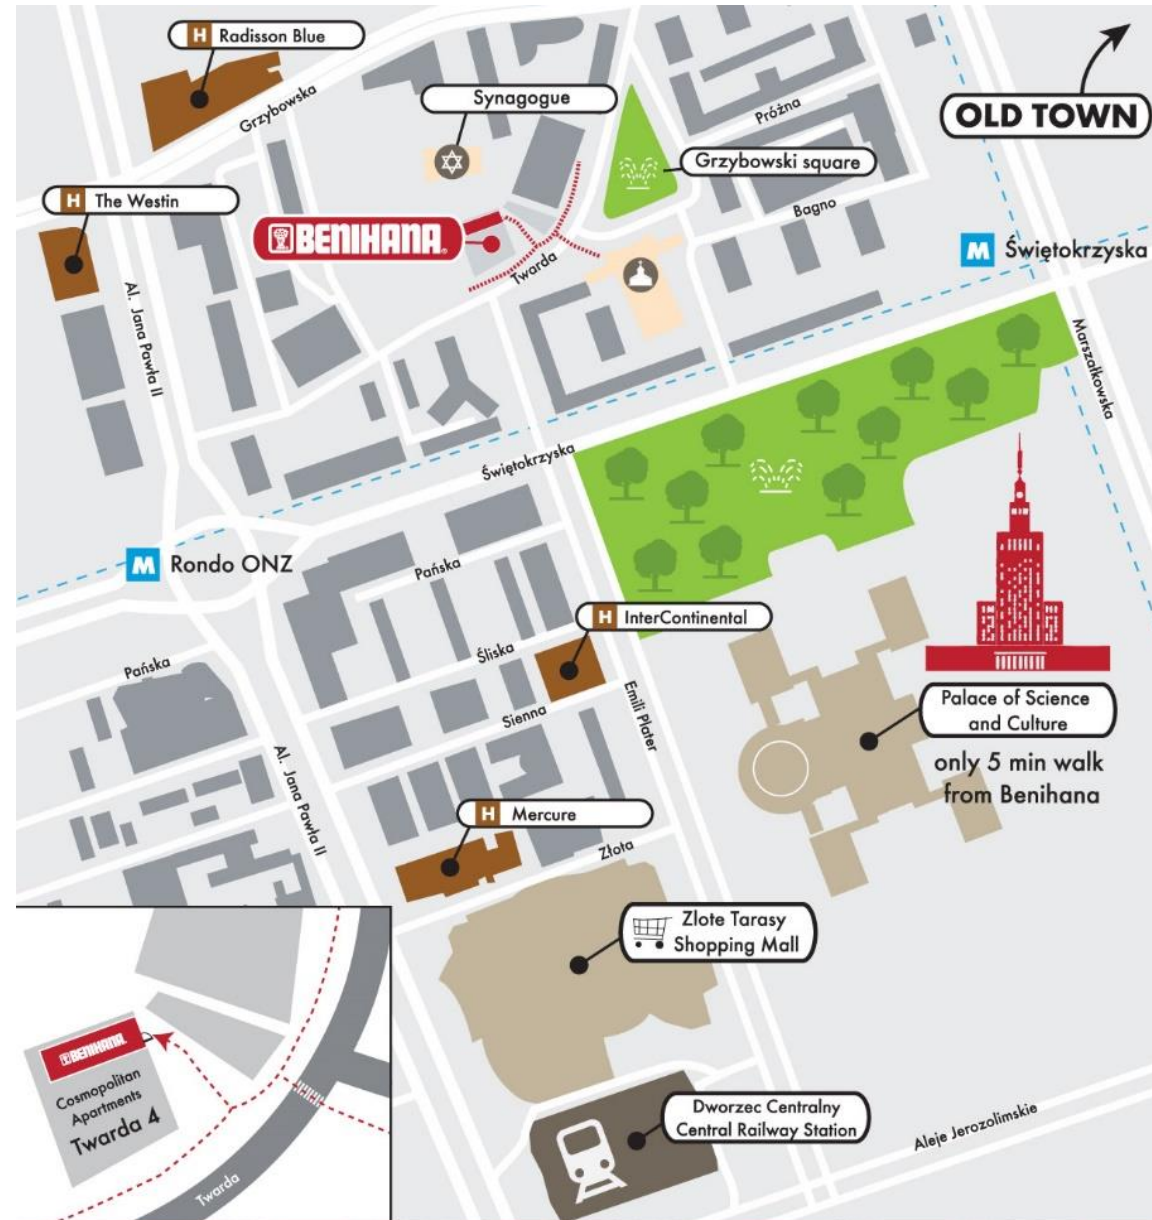 H Radisson Blue
Grzybowska
Synagogue
Próżna
OLD TOWN
Grzybowski square
H The Westin
BENIHANA
Bagno
M Świętokrzyska
Twarda
Al. Jana Pawła II
Marszałkowska
Świętokrzyska
M Rondo ONZ
Pańska
H InterContinental
Śliska
Pańska
Sienna
Emili Plater
Palace of Science
and Culture
only 5 min walk
from Benihana
Al. Jana Pawła II
H Mercure
Złota
Zlote Tarasy
Shopping Mall
BENIHANA
Cosmopolitan
Apartments
Twarda 4
Twarda
Dworzec Centralny
Central Railway Station
Aleje Jerozolimskie